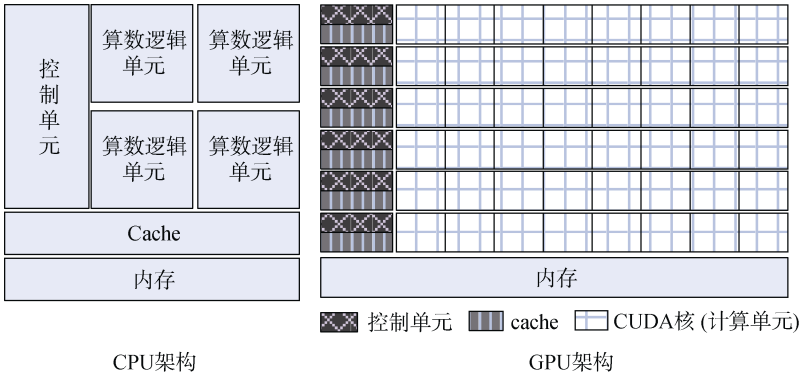 控制单元
算数逻辑
单元
算数逻辑
单元
算数逻辑
单元
算数逻辑
单元
Cache
内存
内存
控制单元
cache
CUDA核 (计算单元)
CPU架构
GPU架构